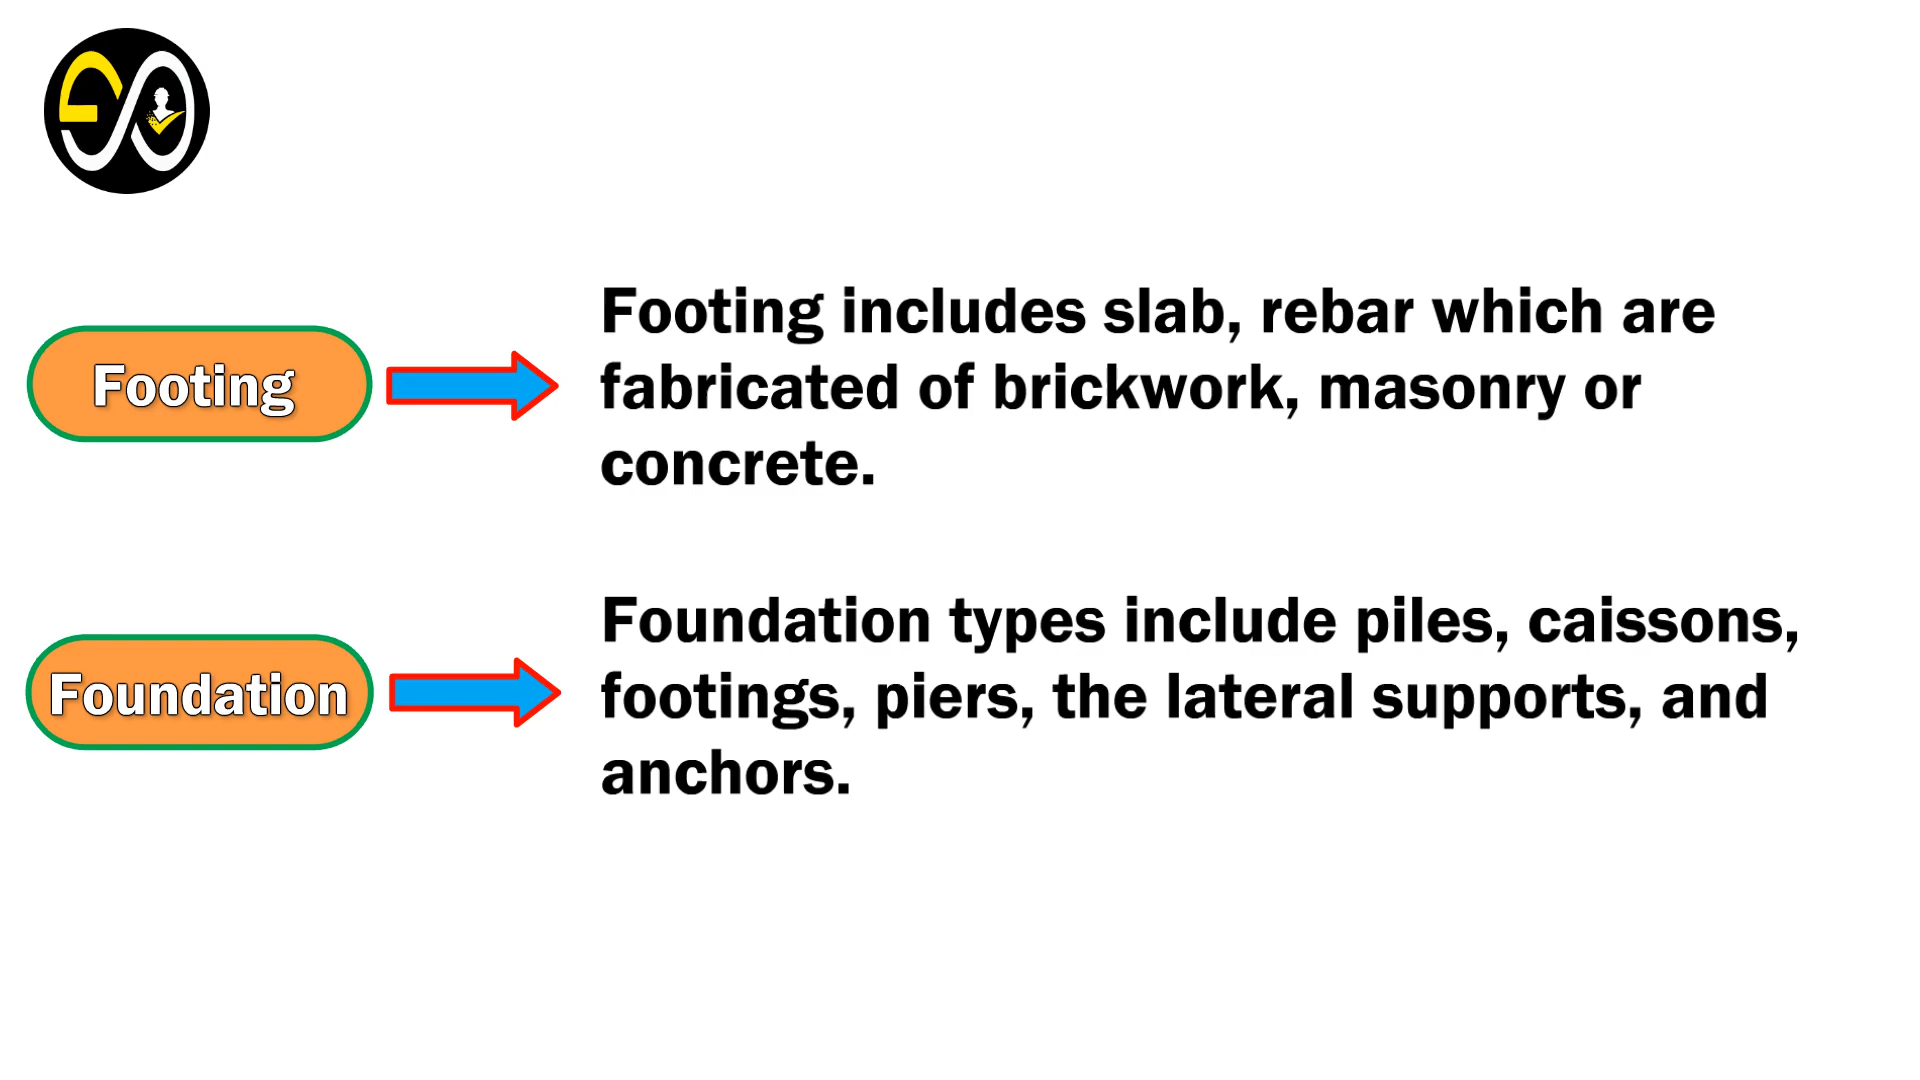 Footing
Footing includes slab, rebar which are
fabricated of brickwork, masonry or
concrete.
Foundation
Foundation types include piles, caissons,
footings, piers, the lateral supports, and
anchors.